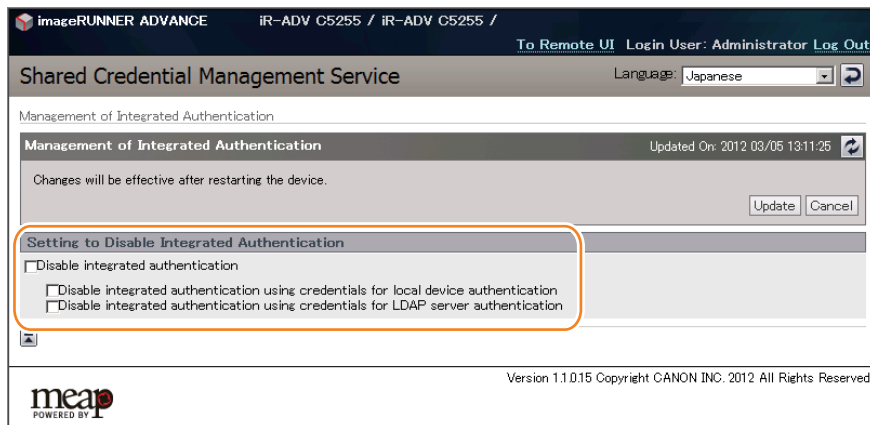 imageRUNNER ADVANCE iR-ADV C5255 / iR-ADV C5255 /
To Remote UI Login User: Administrator Log Out
Shared Credential Management Service Language: Japanese
Management of Integrated Authentication
Management of Integrated Authentication Updated On: 2012 03/05 13:11:25
Changes will be effective after restarting the device.
Update Cancel
Setting to Disable Integrated Authentication
Disable integrated authentication
Disable integrated authentication using credentials for local device authentication
Disable integrated authentication using credentials for LDAP server authentication
Version 1.1.0.15 Copyright CANON INC. 2012 All Rights Reserved
meap
POWERED BY